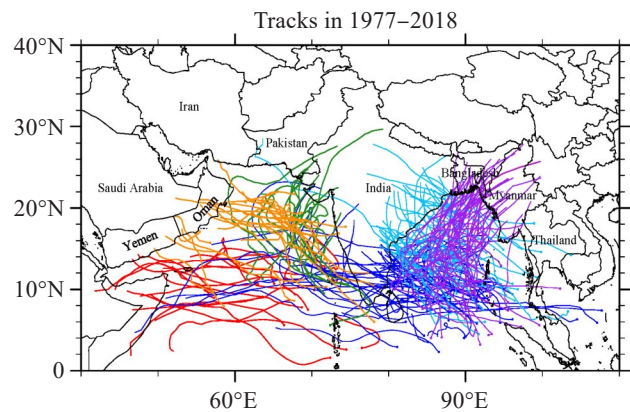 Tracks in 1977–2018
40°N
Iran
30°N
Pakistan
Saudi Arabia
India
Bangladesh
20°N
Oman
Myanmar
Yemen
Thailand
10°N
0
60°E
90°E